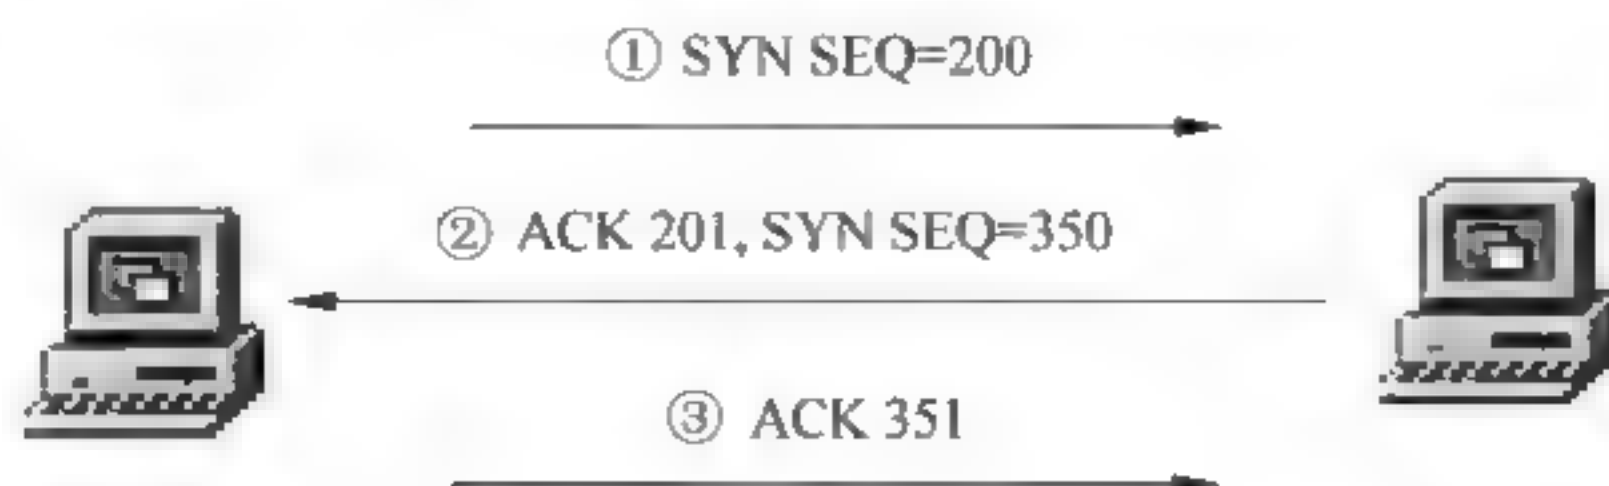 ① SYN SEQ=200
② ACK 201, SYN SEQ=350
③ ACK 351